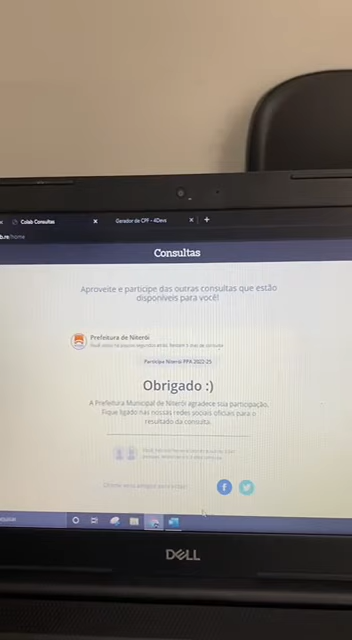 Colab Consultas
Gerador de CPF - 4Devs
Consultas
Aproveite e participe das outras consultas que estão
disponíveis para você!
Prefeitura de Niterói
Participa Niterói PPA 2022-25
Obrigado :)
A Prefeitura Municipal de Niterói agradece sua participação.
Fique ligado nas nossas redes sociais oficiais para o
resultado da consulta.
DELL